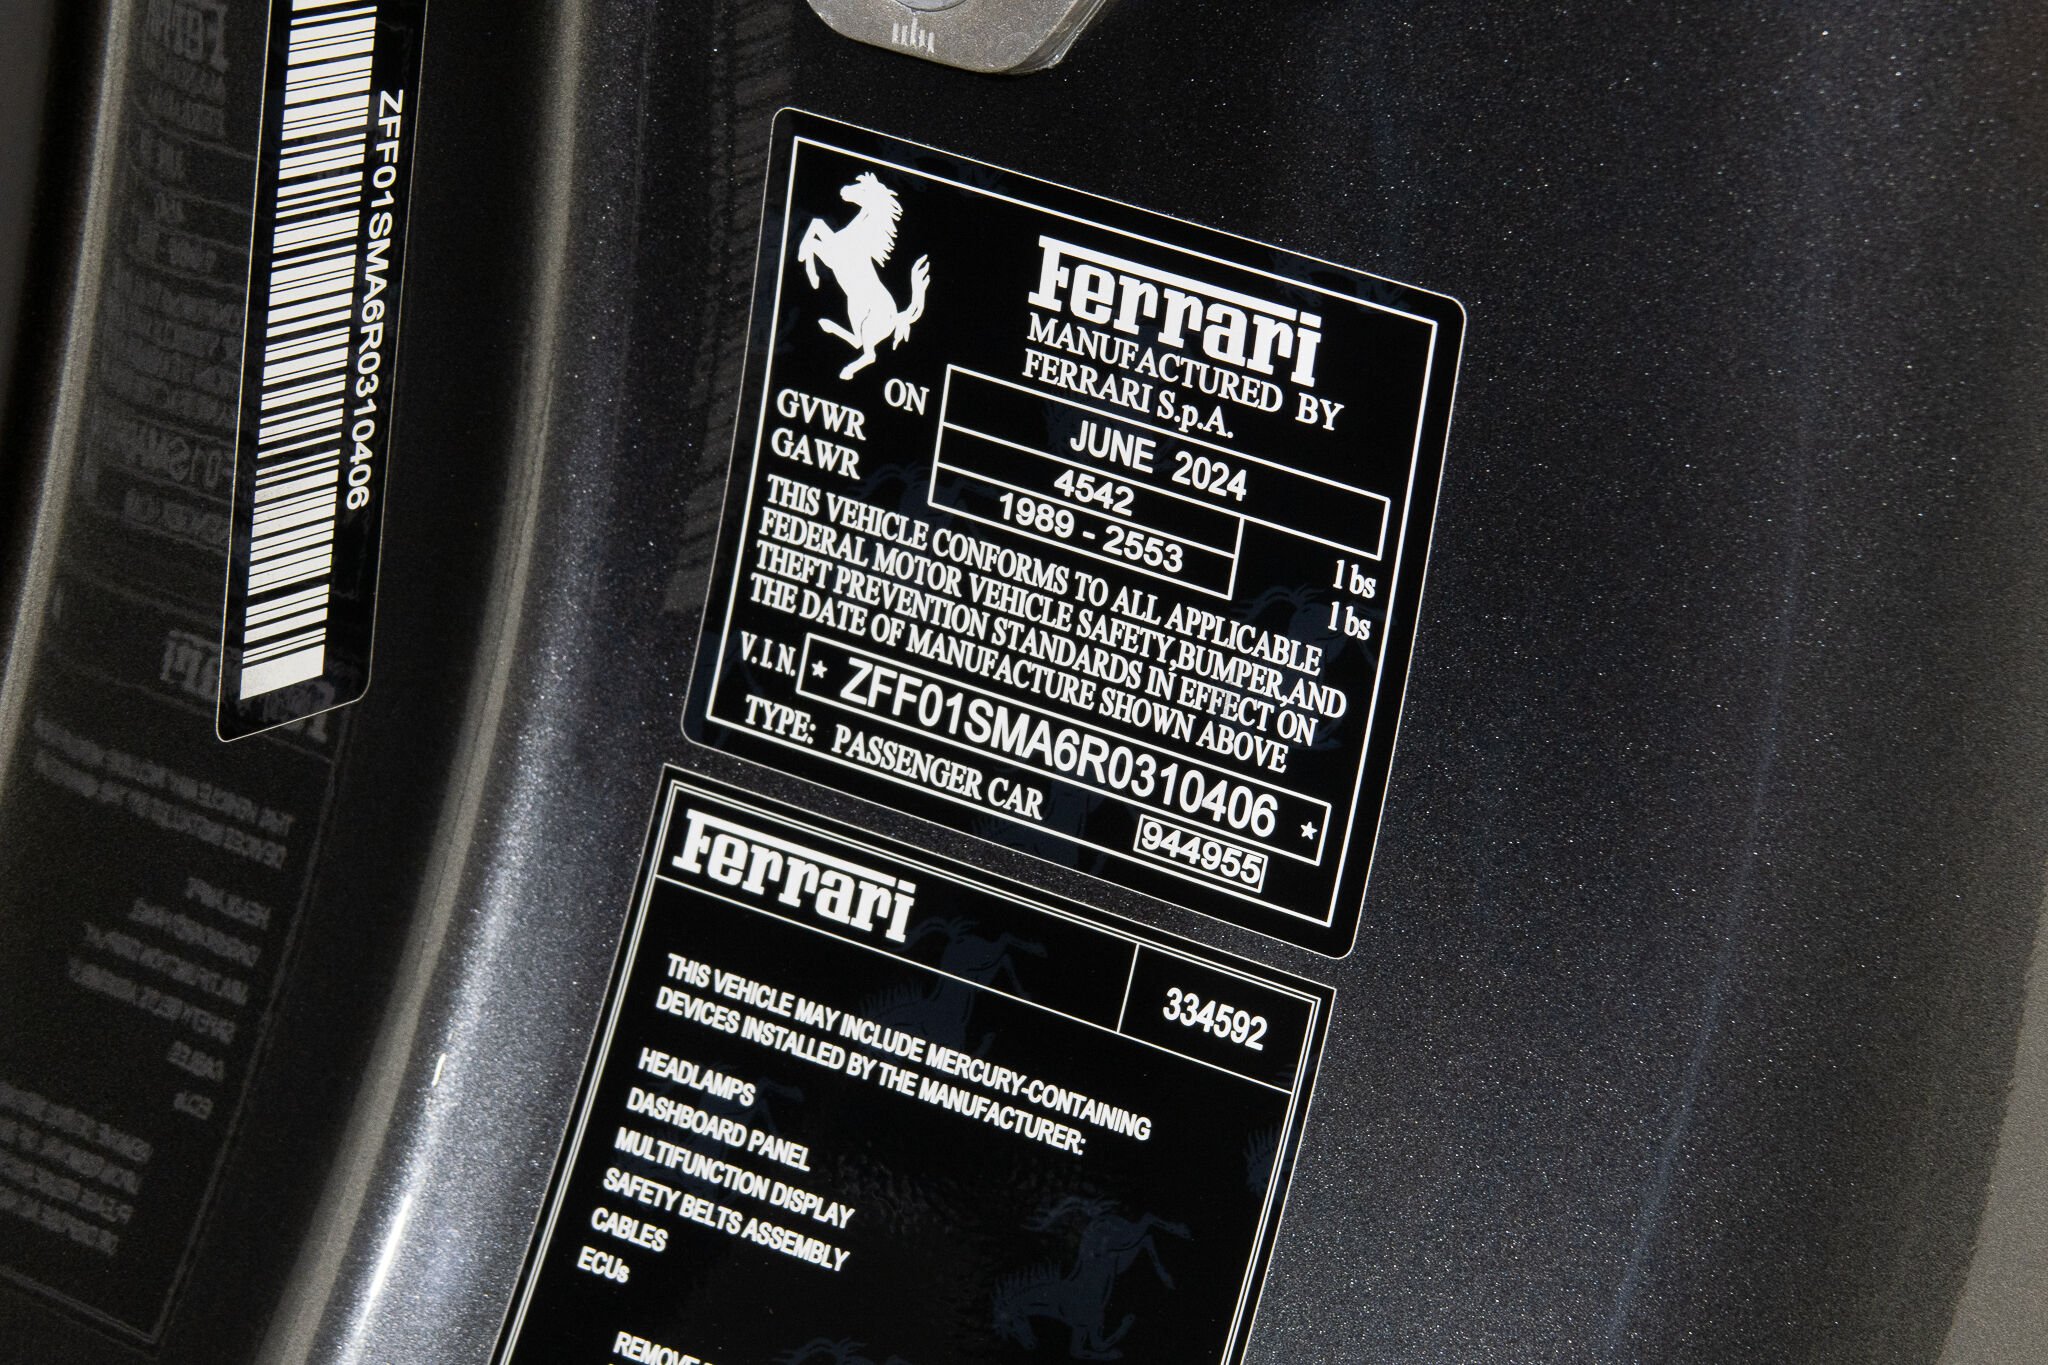 ZFF01SMA6R0310406
Ferrari
MANUFACTURED BY
FERRARI S.p.A.
ON JUNE 2024
GVWR 4542 lbs
GAWR 1989 - 2553 lbs
THIS VEHICLE CONFORMS TO ALL APPLICABLE
FEDERAL MOTOR VEHICLE SAFETY,BUMPER,AND
THEFT PREVENTION STANDARDS IN EFFECT ON
THE DATE OF MANUFACTURE SHOWN ABOVE
V.I.N. * ZFF01SMA6R0310406 *
TYPE: PASSENGER CAR
944955
Ferrari
334592
THIS VEHICLE MAY INCLUDE MERCURY-CONTAINING
DEVICES INSTALLED BY THE MANUFACTURER:
HEADLAMPS
DASHBOARD PANEL
MULTIFUNCTION DISPLAY
SAFETY BELTS ASSEMBLY
CABLES
ECUs
REMOVE